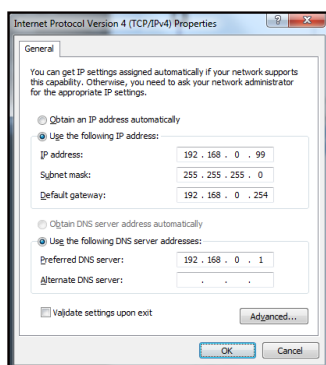 Internet Protocol Version 4 (TCP/IPv4) Properties
General
You can get IP settings assigned automatically if your network supports
this capability. Otherwise, you need to ask your network administrator
for the appropriate IP settings.
Obtain an IP address automatically
Use the following IP address:
IP address: 192 . 168 . 0 . 99
Subnet mask: 255 . 255 . 255 . 0
Default gateway: 192 . 168 . 0 . 254
Obtain DNS server address automatically
Use the following DNS server addresses:
Preferred DNS server: 192 . 168 . 0 . 1
Alternate DNS server: . . .
Validate settings upon exit
Advanced...
OK Cancel